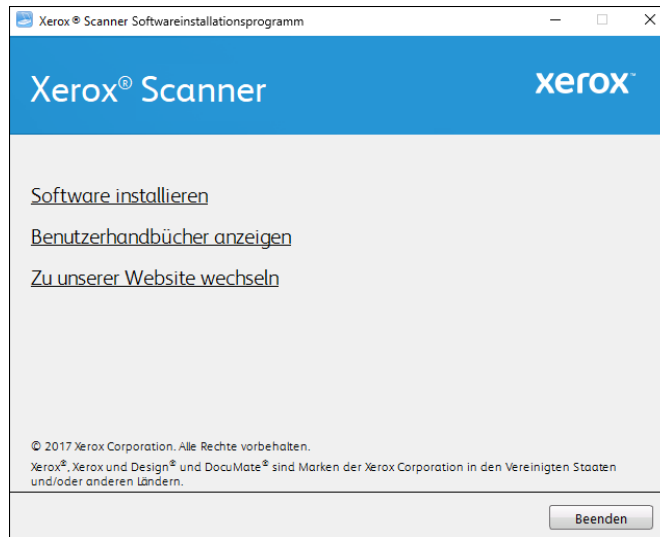 Xerox® Scanner Softwareinstallationsprogramm
Xerox® Scanner
xerox™
Software installieren
Benutzerhandbücher anzeigen
Zu unserer Website wechseln
© 2017 Xerox Corporation. Alle Rechte vorbehalten.
Xerox®, Xerox und Design® und DocuMate® sind Marken der Xerox Corporation in den Vereinigten Staaten
und/oder anderen Ländern.
Beenden